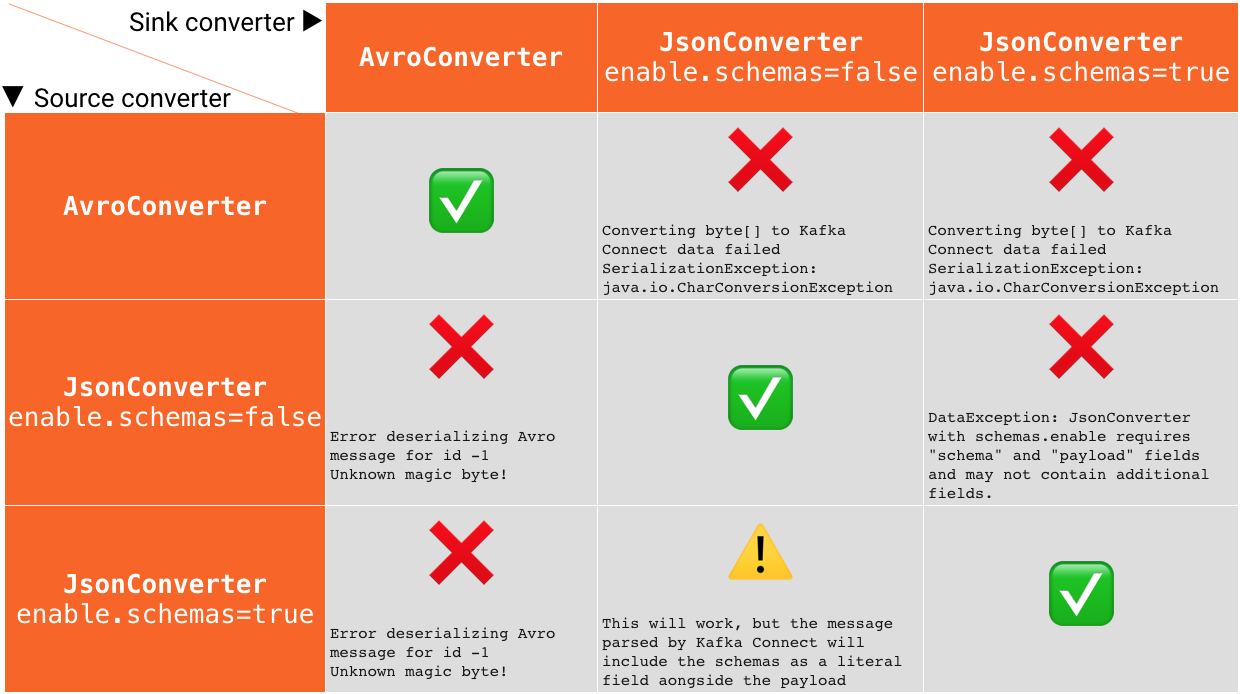 Sink converter ▶
▼ Source converter
AvroConverter
JsonConverter
enable.schemas=false
JsonConverter
enable.schemas=true
AvroConverter
Converting byte[] to Kafka
Connect data failed
SerializationException:
java.io.CharConversionException
Converting byte[] to Kafka
Connect data failed
SerializationException:
java.io.CharConversionException
JsonConverter
enable.schemas=false
Error deserializing Avro
message for id -1
Unknown magic byte!
DataException: JsonConverter
with schemas.enable requires
"schema" and "payload" fields
and may not contain additional
fields.
JsonConverter
enable.schemas=true
Error deserializing Avro
message for id -1
Unknown magic byte!
This will work, but the message
parsed by Kafka Connect will
include the schemas as a literal
field aongside the payload